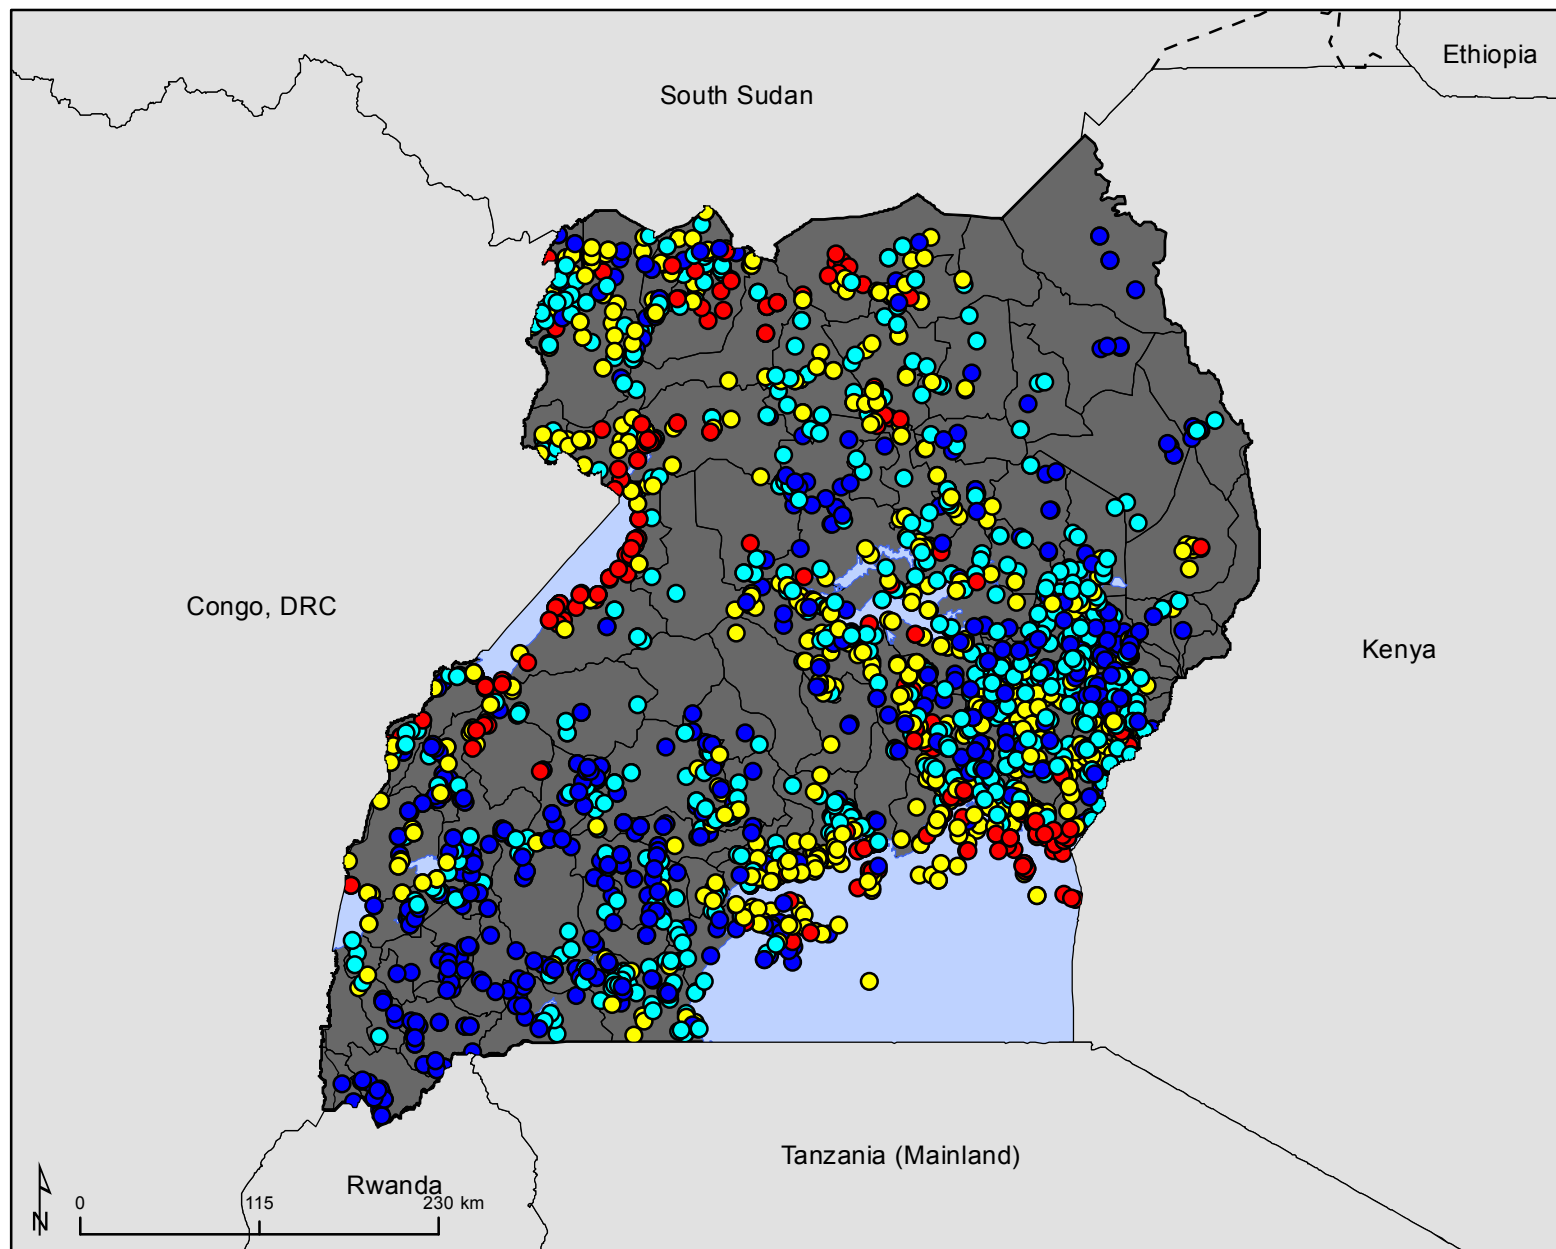 Ethiopia
South Sudan
Congo, DRC
Kenya
Tanzania (Mainland)
Rwanda
0 115 230 km
N